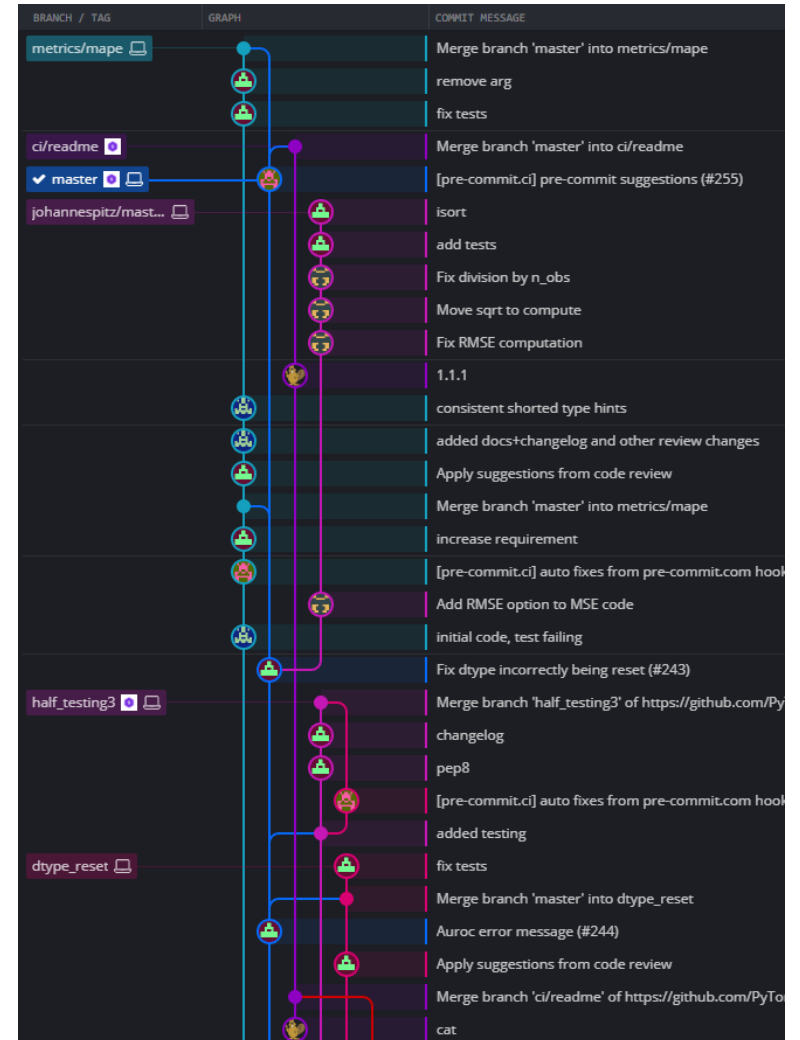 BRANCH / TAG GRAPH COMMIT MESSAGE
metrics/mape Merge branch 'master' into metrics/mape
remove arg
fix tests
ci/readme Merge branch 'master' into ci/readme
master [pre-commit.ci] pre-commit suggestions (#255)
johannespitz/mast... isort
add tests
Fix division by n_obs
Move sqrt to compute
Fix RMSE computation
1.1.1
consistent shorted type hints
added docs+changelog and other review changes
Apply suggestions from code review
Merge branch 'master' into metrics/mape
increase requirement
[pre-commit.ci] auto fixes from pre-commit.com hook
Add RMSE option to MSE code
initial code, test failing
Fix dtype incorrectly being reset (#243)
half_testing3 Merge branch 'half_testing3' of https://github.com/Py
changelog
pep8
[pre-commit.ci] auto fixes from pre-commit.com hook
added testing
dtype_reset fix tests
Merge branch 'master' into dtype_reset
Auroc error message (#244)
Apply suggestions from code review
Merge branch 'ci/readme' of https://github.com/PyTo
cat